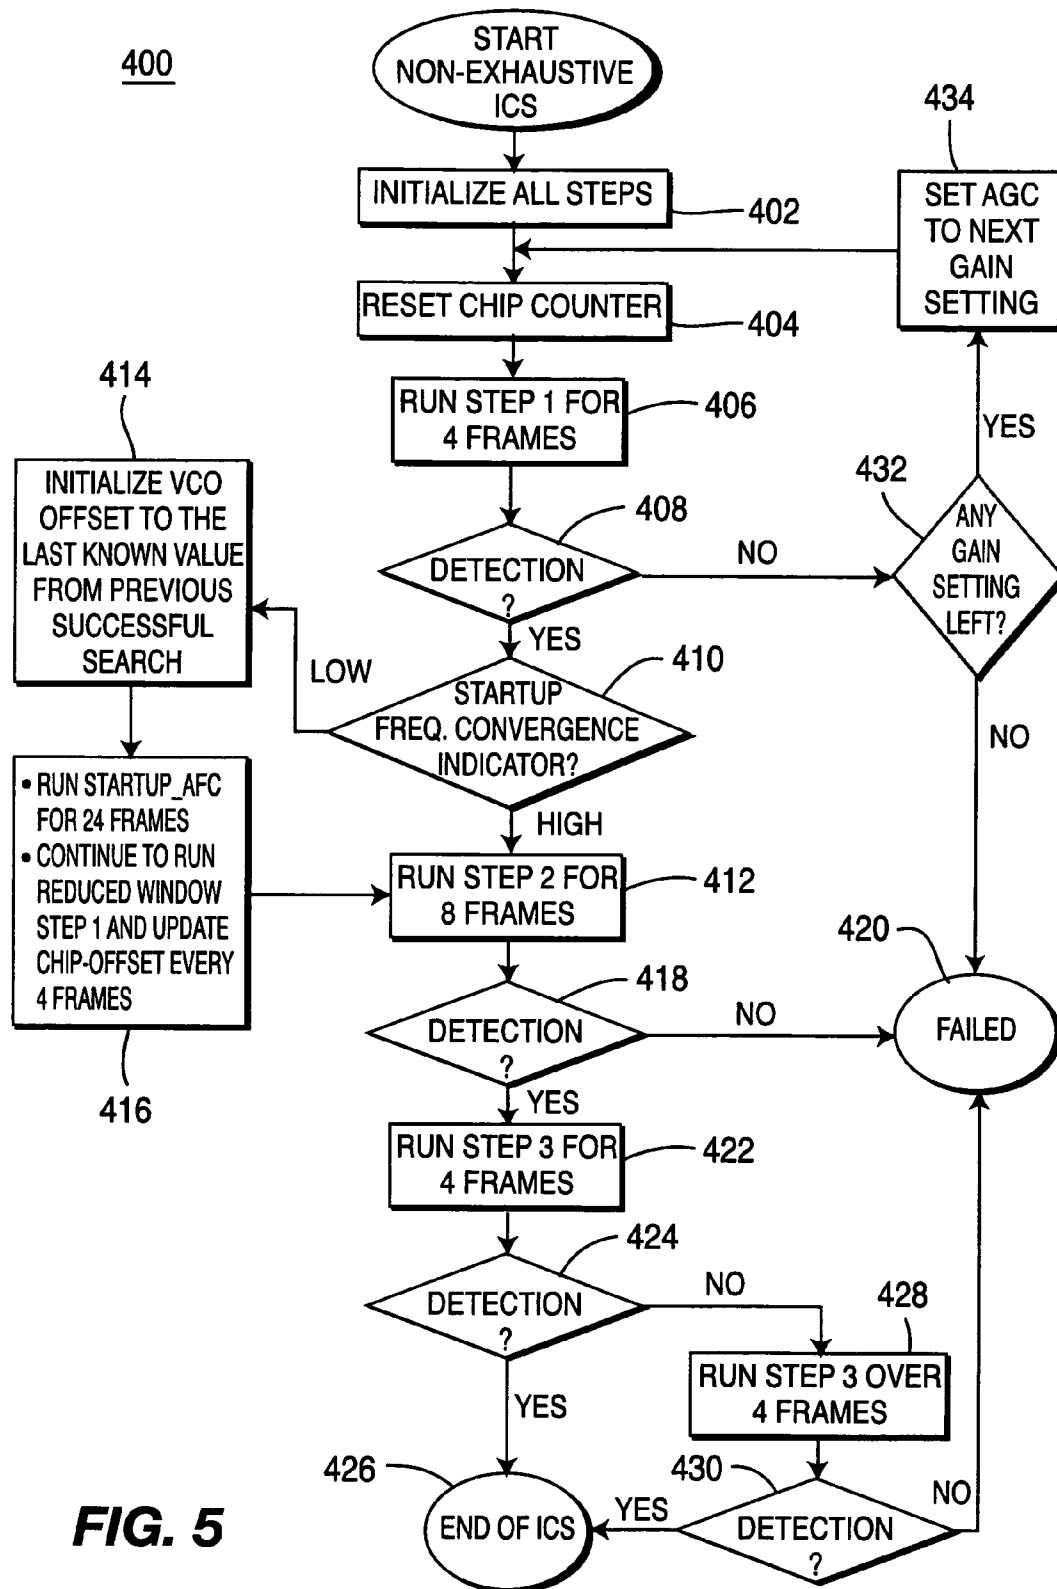 400
START
NON-EXHAUSTIVE
ICS
INITIALIZE ALL STEPS
402
RESET CHIP COUNTER
404
RUN STEP 1 FOR
4 FRAMES
406
DETECTION
?
408
NO
YES
432
ANY
GAIN
SETTING
LEFT?
YES
NO
434
SET AGC
TO NEXT
GAIN
SETTING
STARTUP
FREQ. CONVERGENCE
INDICATOR?
410
LOW
HIGH
414
INITIALIZE VCO
OFFSET TO THE
LAST KNOWN VALUE
FROM PREVIOUS
SUCCESSFUL
SEARCH
• RUN STARTUP_AFC
FOR 24 FRAMES
• CONTINUE TO RUN
REDUCED WINDOW
STEP 1 AND UPDATE
CHIP-OFFSET EVERY
4 FRAMES
416
RUN STEP 2 FOR
8 FRAMES
412
DETECTION
?
418
NO
YES
420
FAILED
RUN STEP 3 FOR
4 FRAMES
422
DETECTION
?
424
NO
YES
428
RUN STEP 3 OVER
4 FRAMES
430
DETECTION
?
YES
NO
426
END OF ICS
FIG. 5